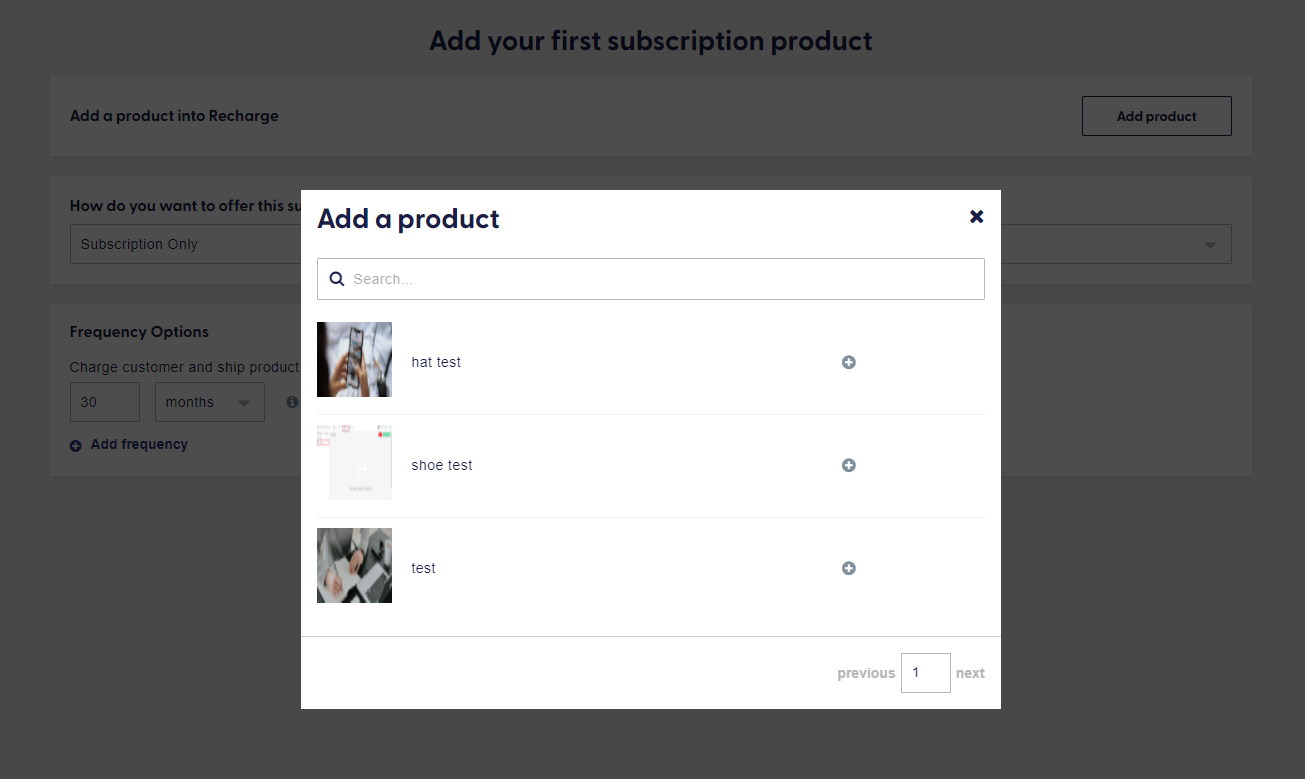 Add your first subscription product
Add a product into Recharge
Add product
How do you want to offer this su
Subscription Only
Frequency Options
Charge customer and ship product
30
months
Add frequency
Add a product
Search...
hat test
shoe test
test
previous
1
next